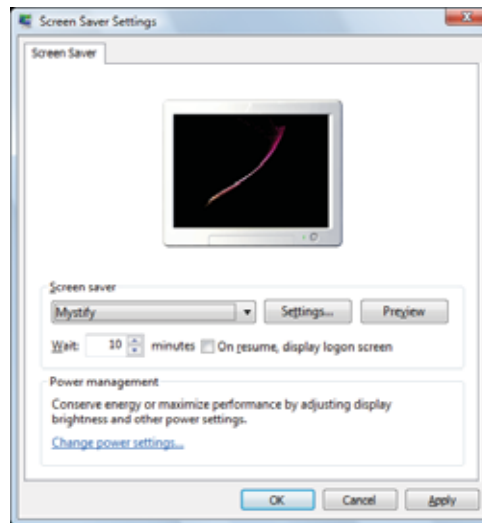 Screen Saver Settings
Screen Saver
Screen saver
Mystify
Settings...
Preview
Wait: 10 minutes On resume, display logon screen
Power management
Conserve energy or maximize performance by adjusting display
brightness and other power settings.
Change power settings...
OK
Cancel
Apply